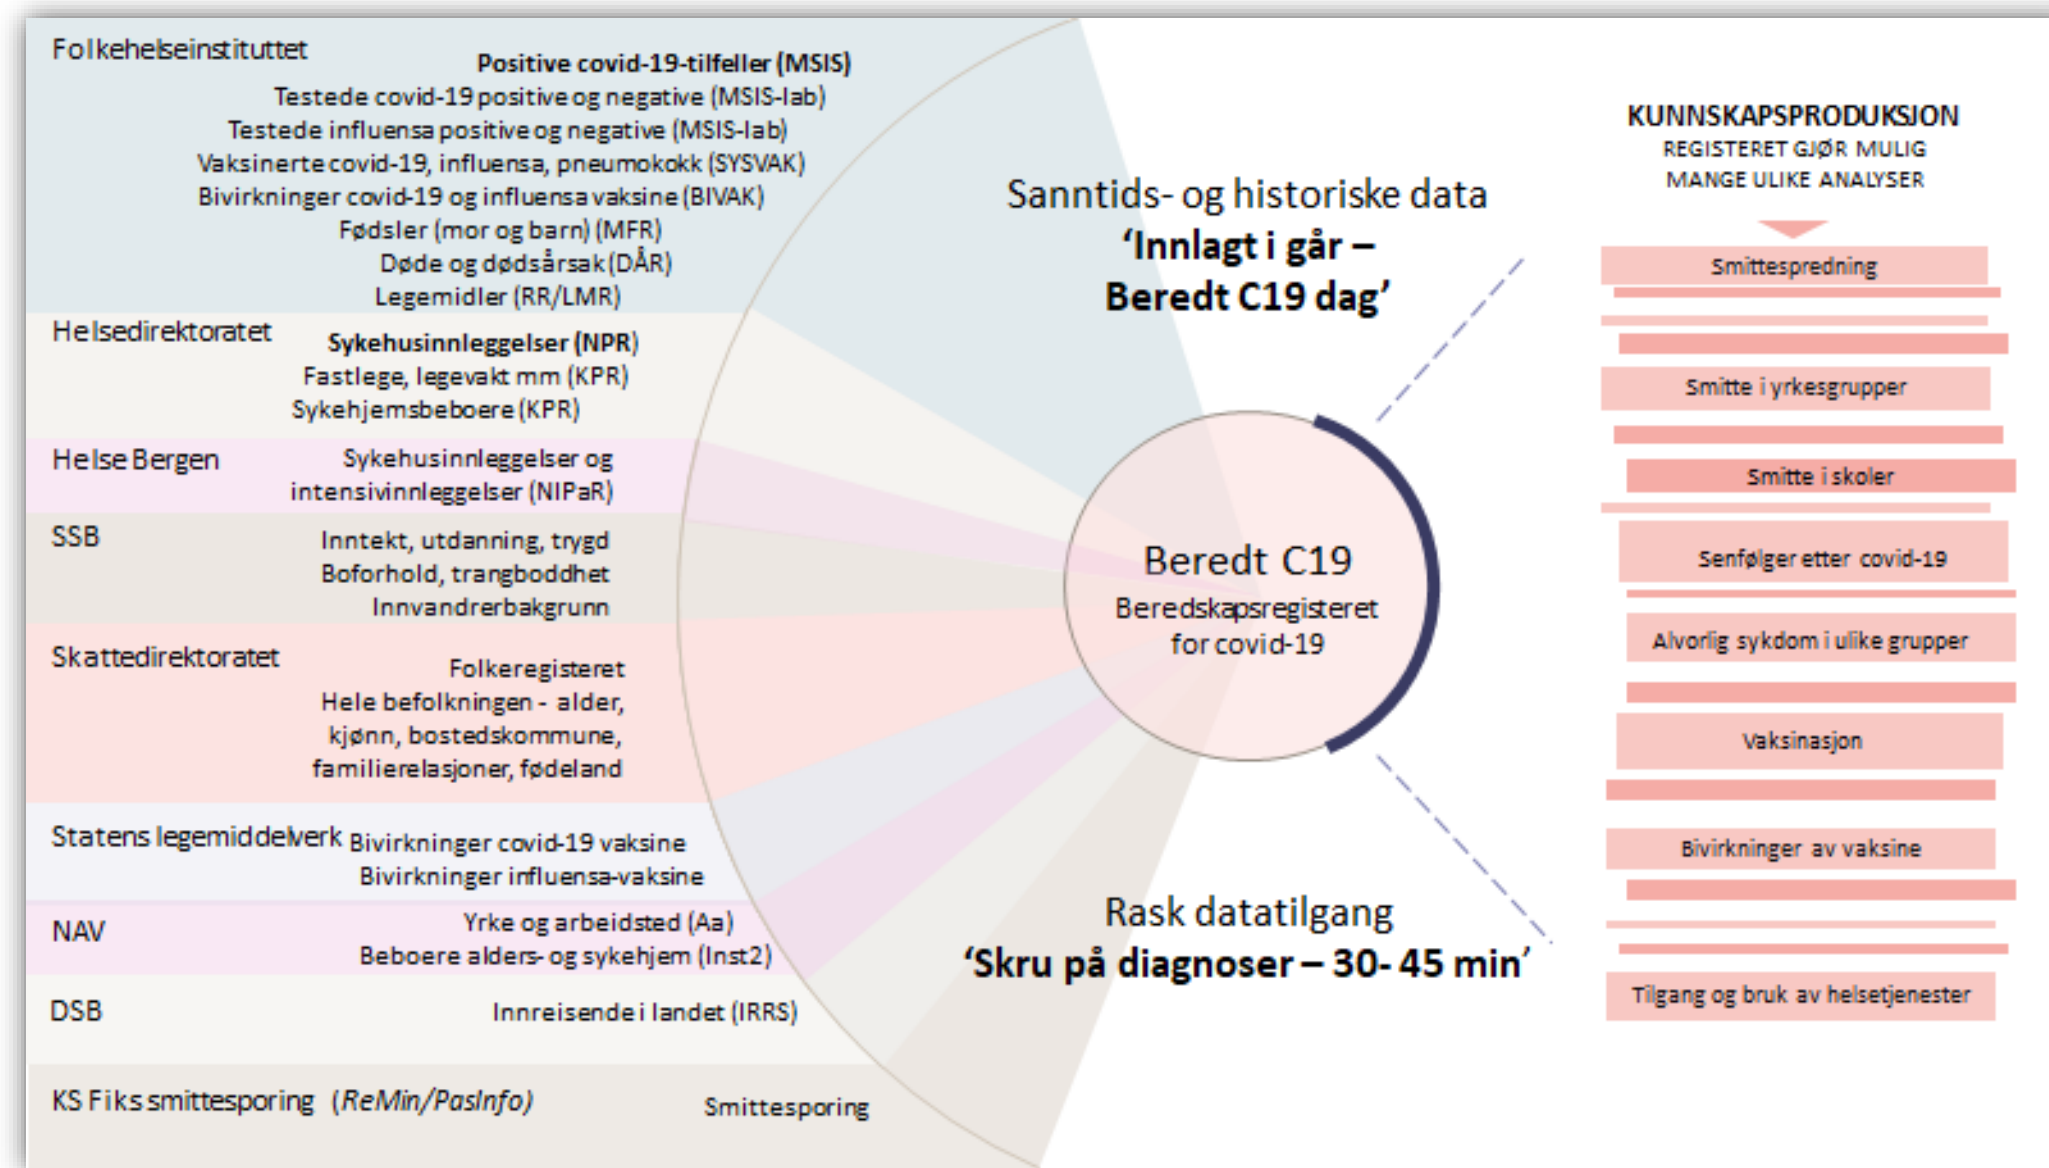 Folkehelseinstituttet
Positive covid-19-tilfeller (MSIS)
Testede covid-19 positive og negative (MSIS-lab)
Testede influensa positive og negative (MSIS-lab)
Vaksinerte covid-19, influensa, pneumokokk (SYSVAK)
Bivirkninger covid-19 og influensa vaksine (BIVAK)
Fødsler (mor og barn) (MFR)
Døde og dødsårsak (DÅR)
Legemidler (RR/LMR)
Helsedirektoratet
Sykehusinnleggelser (NPR)
Fastlege, legevakt mm (KPR)
Sykehjemsbeboere (KPR)
Helse Bergen
Sykehusinnleggelser og
intensivinnleggelser (NIPaR)
SSB
Inntekt, utdanning, trygd
Boforhold, trangboddhet
Innvandrerbakgrunn
Skattedirektoratet
Folkeregisteret
Hele befolkningen - alder,
kjønn, bostedskommune,
familierelasjoner, fødeland
Statens legemiddelverk
Bivirkninger covid-19 vaksine
Bivirkninger influensa-vaksine
NAV
Yrke og arbeidsted (Aa)
Beboere alders- og sykehjem (Inst2)
DSB
Innreisende i landet (IRRS)
KS Fiks smittesporing (ReMin/PasInfo)
Smittesporing
Sanntids- og historiske data
‘Innlagt i går –
Beredt C19 dag’
Beredt C19
Beredskapsregisteret
for covid-19
Rask datatilgang
‘Skru på diagnoser – 30- 45 min’
KUNNSKAPSPRODUKSJON
REGISTERET GJØR MULIG
MANGE ULIKE ANALYSER
Smittespredning
Smitte i yrkesgrupper
Smitte i skoler
Senfølger etter covid-19
Alvorlig sykdom i ulike grupper
Vaksinasjon
Bivirkninger av vaksine
Tilgang og bruk av helsetjenester